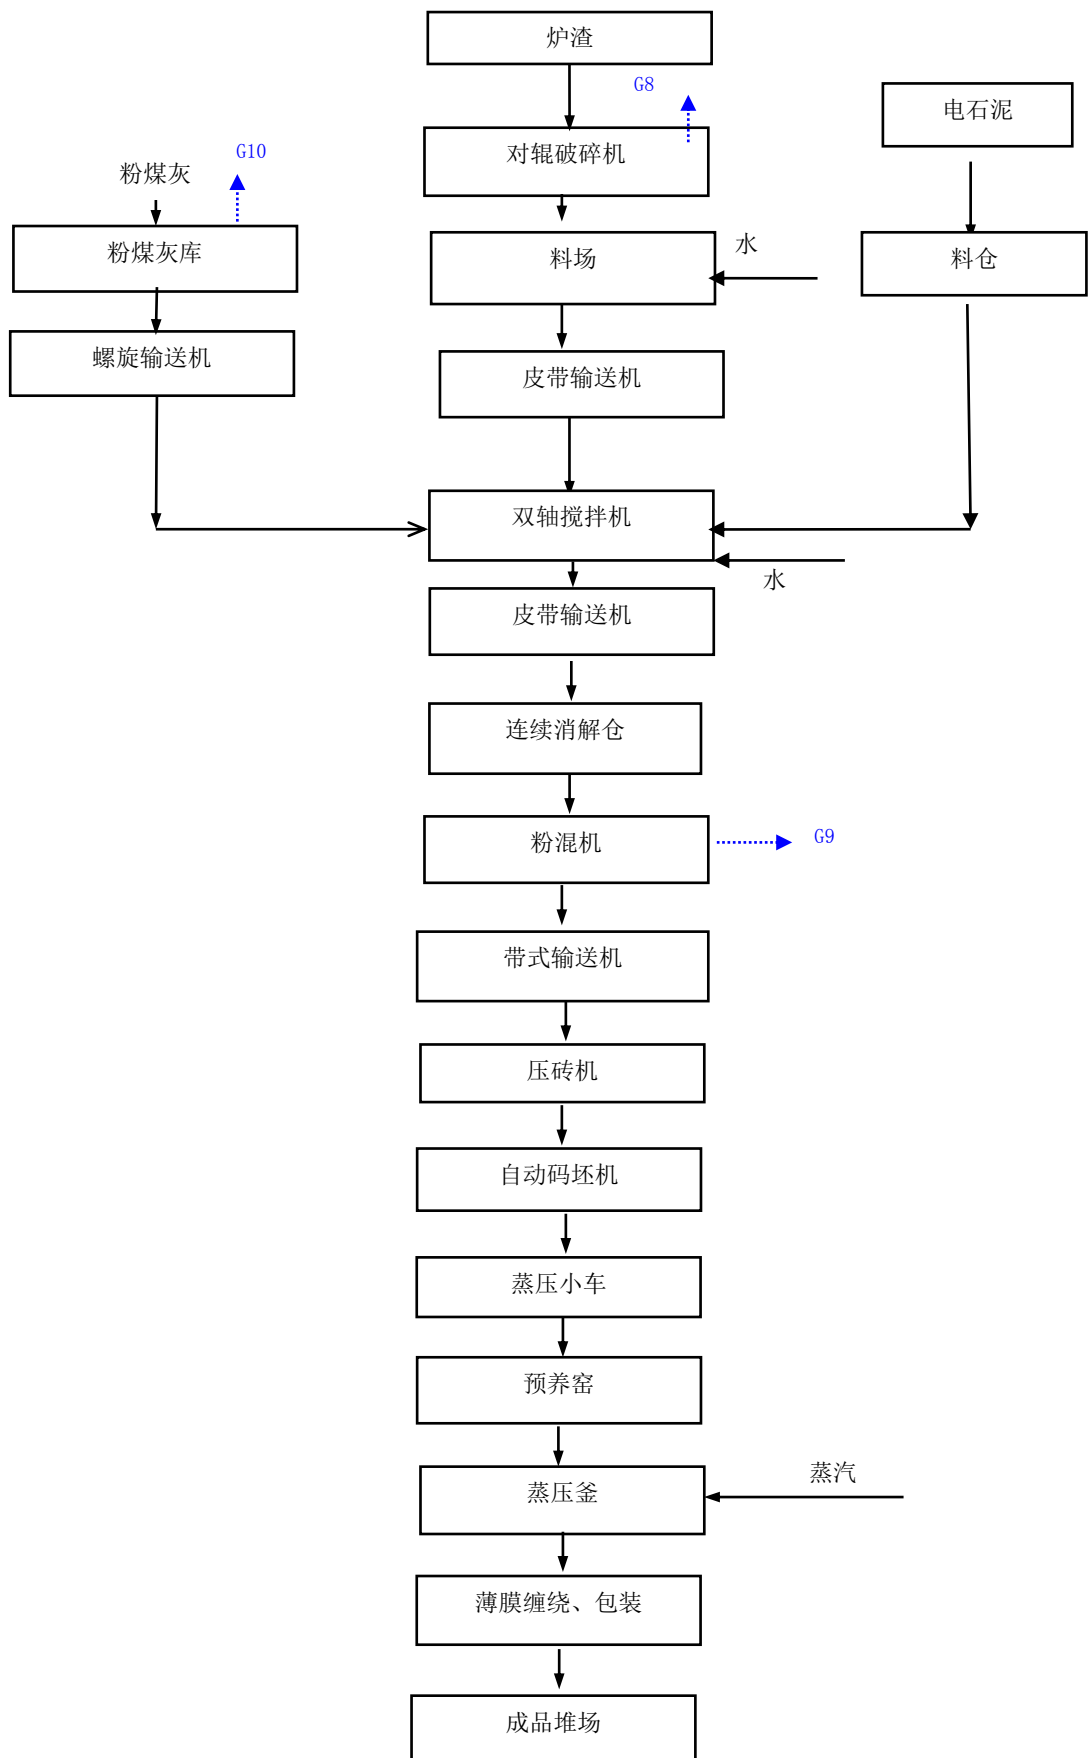 炉渣
G8
电石泥
对辊破碎机
G10
粉煤灰
水
粉煤灰库
料场
料仓
螺旋输送机
皮带输送机
双轴搅拌机
水
皮带输送机
连续消解仓
粉混机
G9
带式输送机
压砖机
自动码坯机
蒸压小车
预养窑
蒸汽
蒸压釜
薄膜缠绕、包装
成品堆场